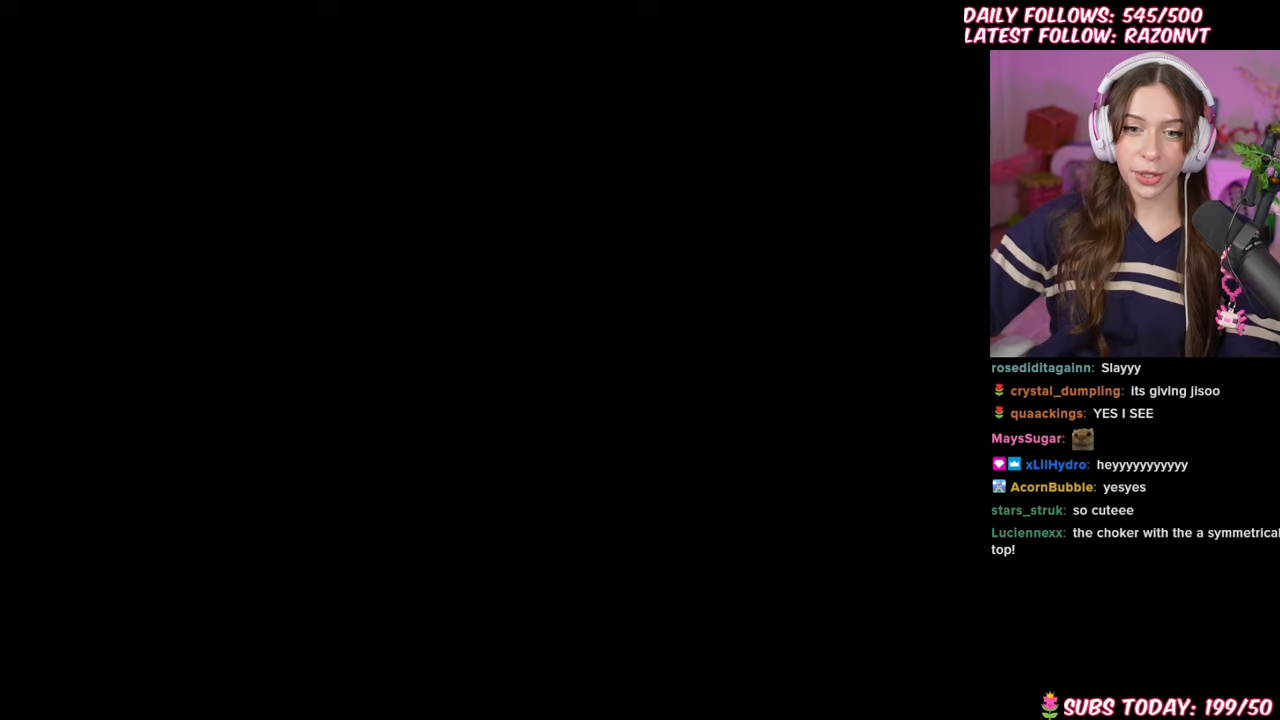 DAILY FOLLOWS: 545/500
LATEST FOLLOW: RAZONVT
rosediditagainn: Slayyy
crystal_dumpling: its giving jisoo
quaackings: YES I SEE
MaysSugar:
xLilHydro: heyyyyyyyyyy
AcornBubble: yesyes
stars_struk: so cuteee
Luciennexx: the choker with the a symmetrical
top!
SUBS TODAY: 199/50